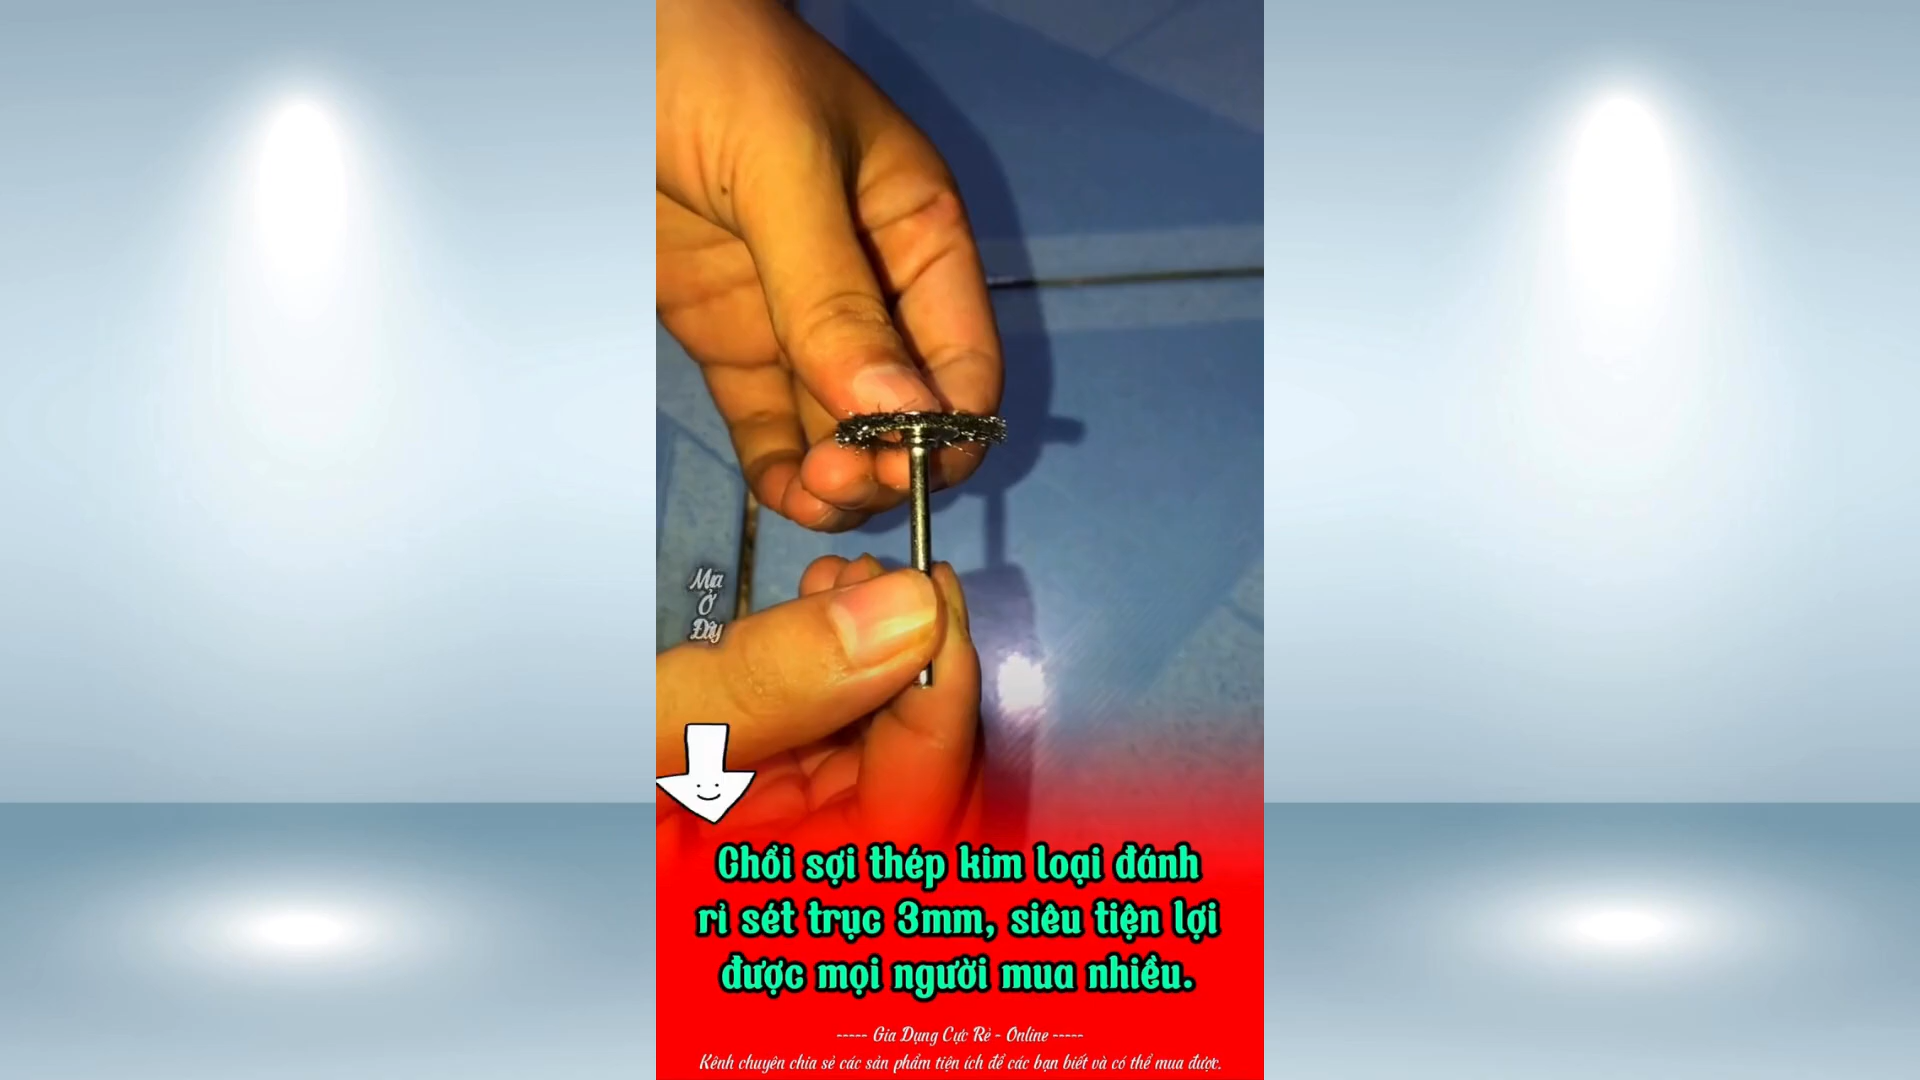 Mua
Ở
Đây
Chổi sợi thép kim loại đánh
rỉ sét trục 3mm, siêu tiện lợi
được mọi người mua nhiều.
----- Gia Dụng Cực Rẻ - Online -----
Kênh chuyên chia sẻ các sản phẩm tiện ích để các bạn biết và có thể mua được.